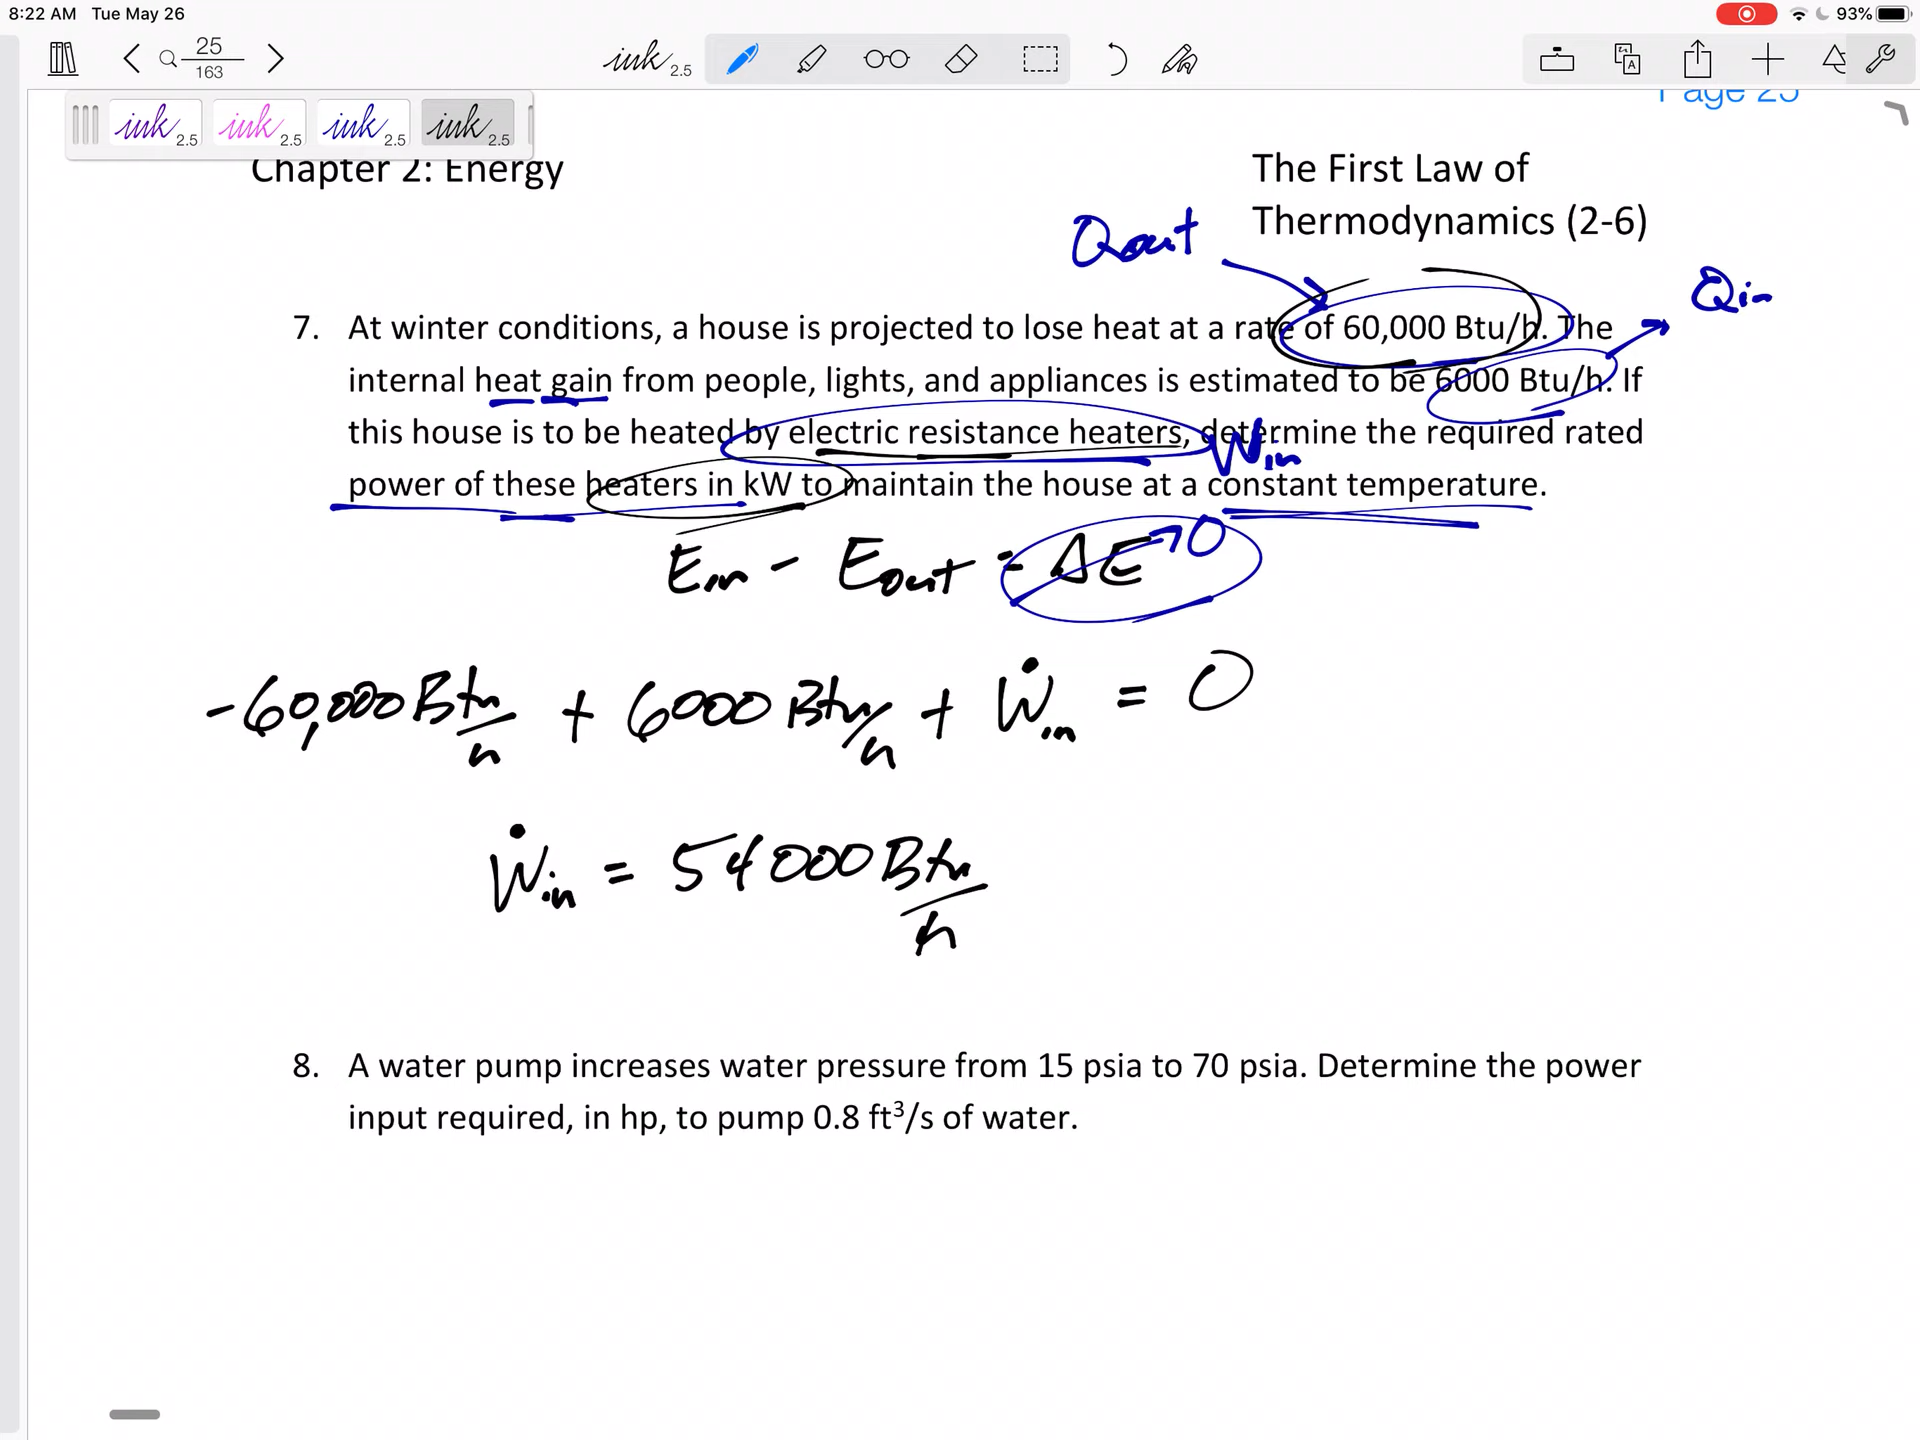 8:22 AM Tue May 26
93%
25
163
ink 2.5
ink 2.5
ink 2.5
ink 2.5
ink 2.5
Page 25
Chapter 2: Energy
The First Law of
Thermodynamics (2-6)
Qout
Qin
7. At winter conditions, a house is projected to lose heat at a rate of 60,000 Btu/h. The
internal heat gain from people, lights, and appliances is estimated to be 6000 Btu/h. If
this house is to be heated by electric resistance heaters, determine the required rated
Win
power of these heaters in kW to maintain the house at a constant temperature.
Ein - Eout = ΔE → 0
-60,000 Btu/h + 6000 Btu/h + Ẇin = 0
Ẇin = 54000 Btu/h
8. A water pump increases water pressure from 15 psia to 70 psia. Determine the power
input required, in hp, to pump 0.8 ft³/s of water.